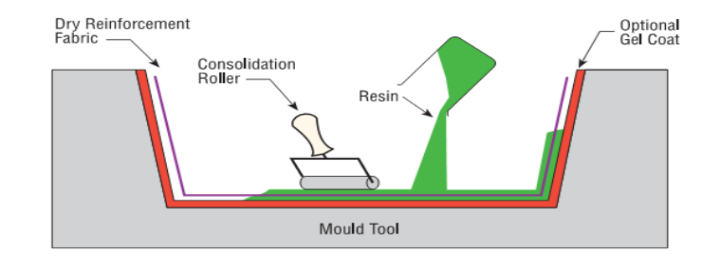 Dry Reinforcement
Fabric
Consolidation
Roller
Resin
Optional
Gel Coat
Mould Tool